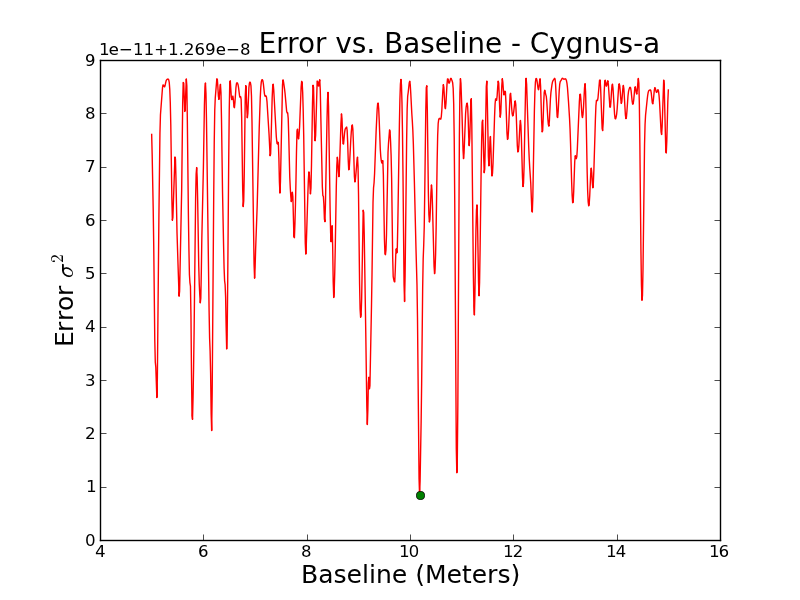 1e−11+1.269e−8
Error vs. Baseline - Cygnus-a
9
8
7
6
5
4
3
2
1
0
Error σ²
4 6 8 10 12 14 16
Baseline (Meters)